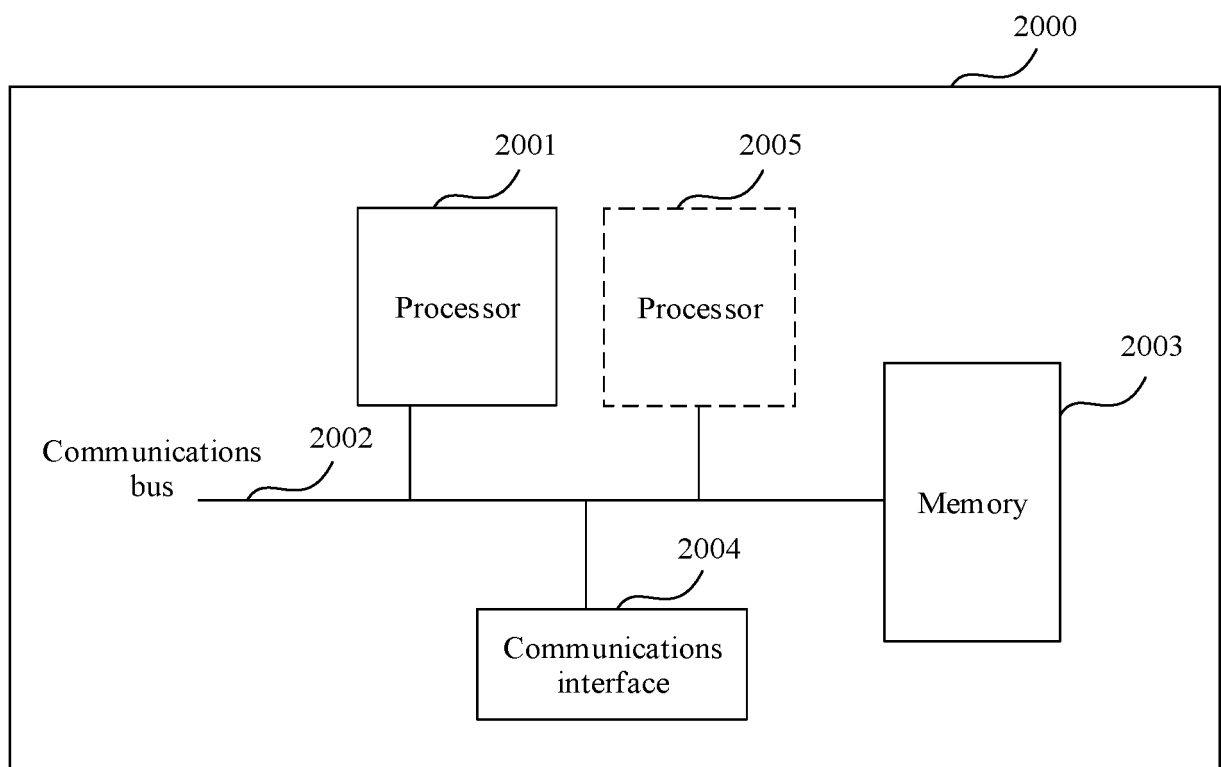 2000
2001
2005
Processor
Processor
2003
2002
Communications
bus
Memory
2004
Communications
interface